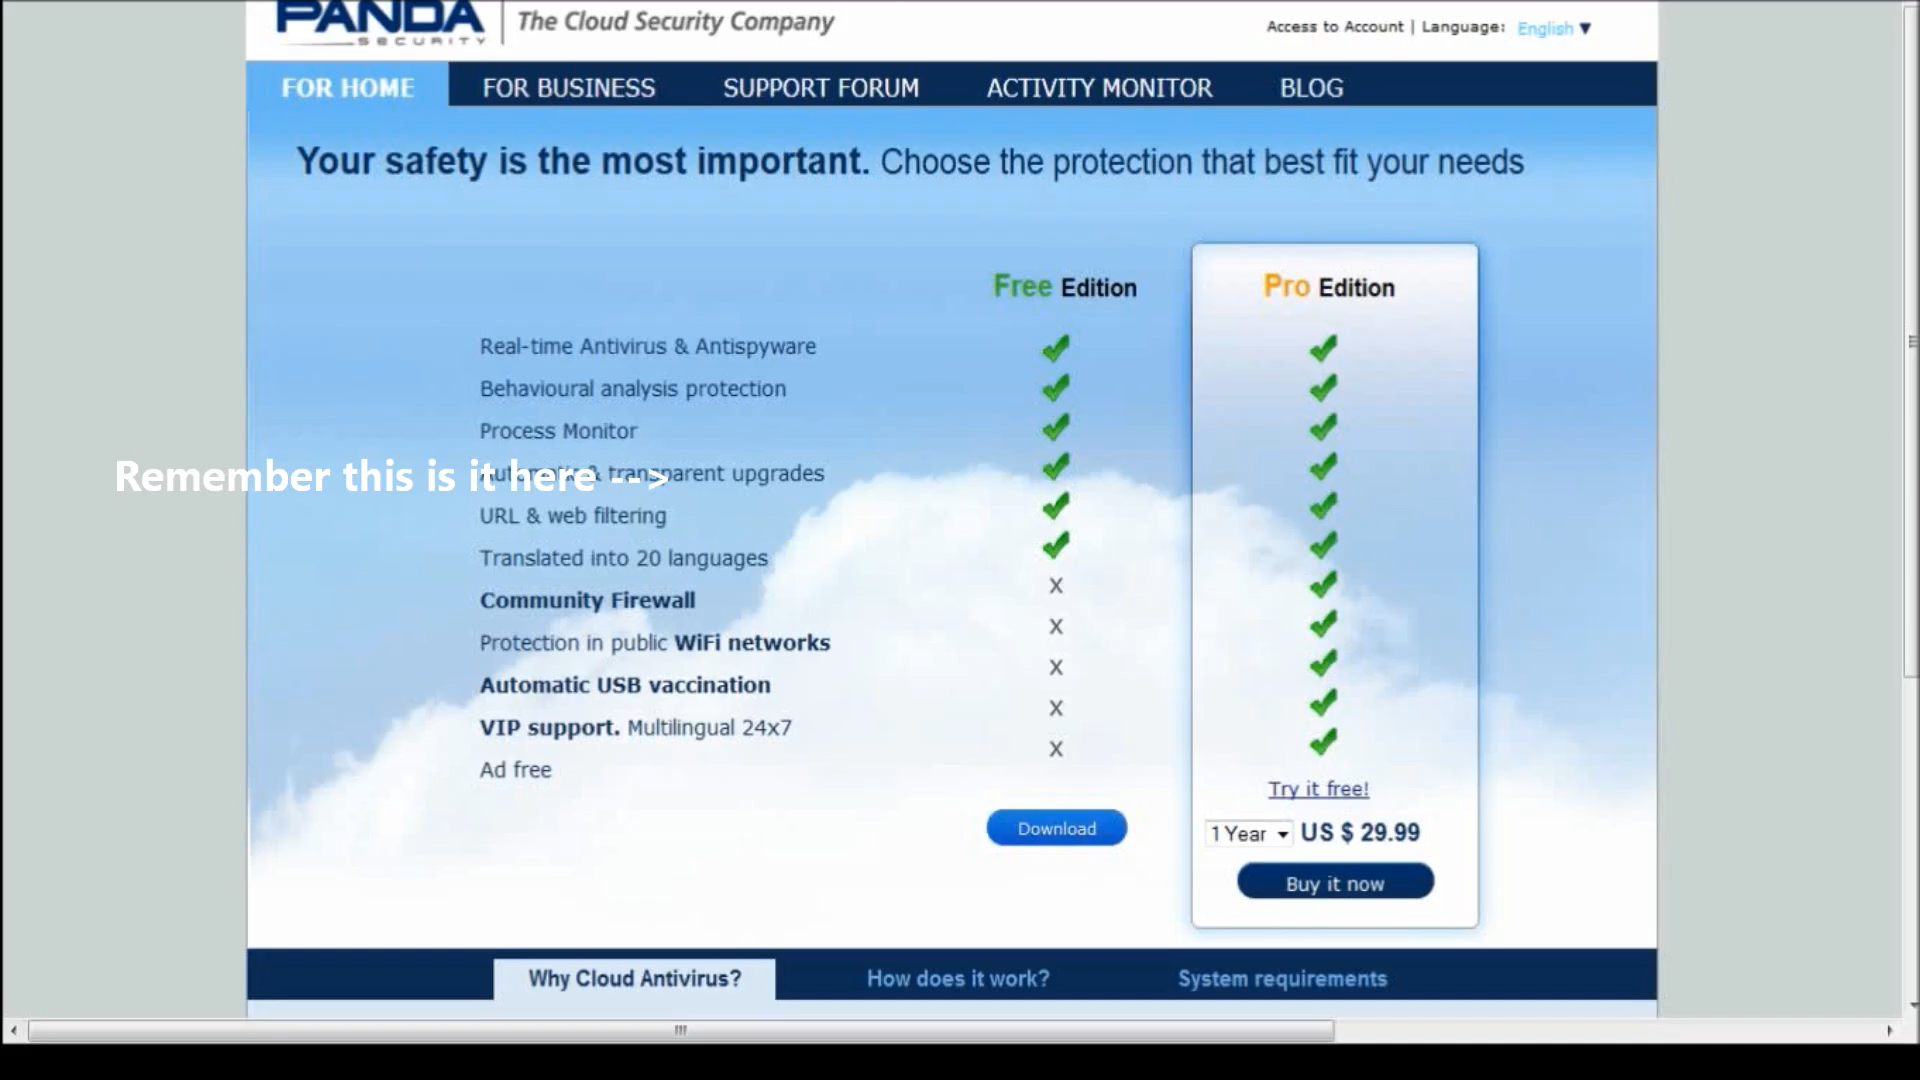 PANDA
SECURITY
The Cloud Security Company
Access to Account | Language: English ▼
FOR HOME
FOR BUSINESS
SUPPORT FORUM
ACTIVITY MONITOR
BLOG
Your safety is the most important. Choose the protection that best fit your needs
Free Edition
Pro Edition
Real-time Antivirus & Antispyware
Behavioural analysis protection
Process Monitor
Remember this is it here -->
Automatic & transparent upgrades
URL & web filtering
Translated into 20 languages
Community Firewall
X
Protection in public WiFi networks
X
Automatic USB vaccination
X
VIP support. Multilingual 24x7
X
Ad free
X
Try it free!
Download
1 Year
US $ 29.99
Buy it now
Why Cloud Antivirus?
How does it work?
System requirements